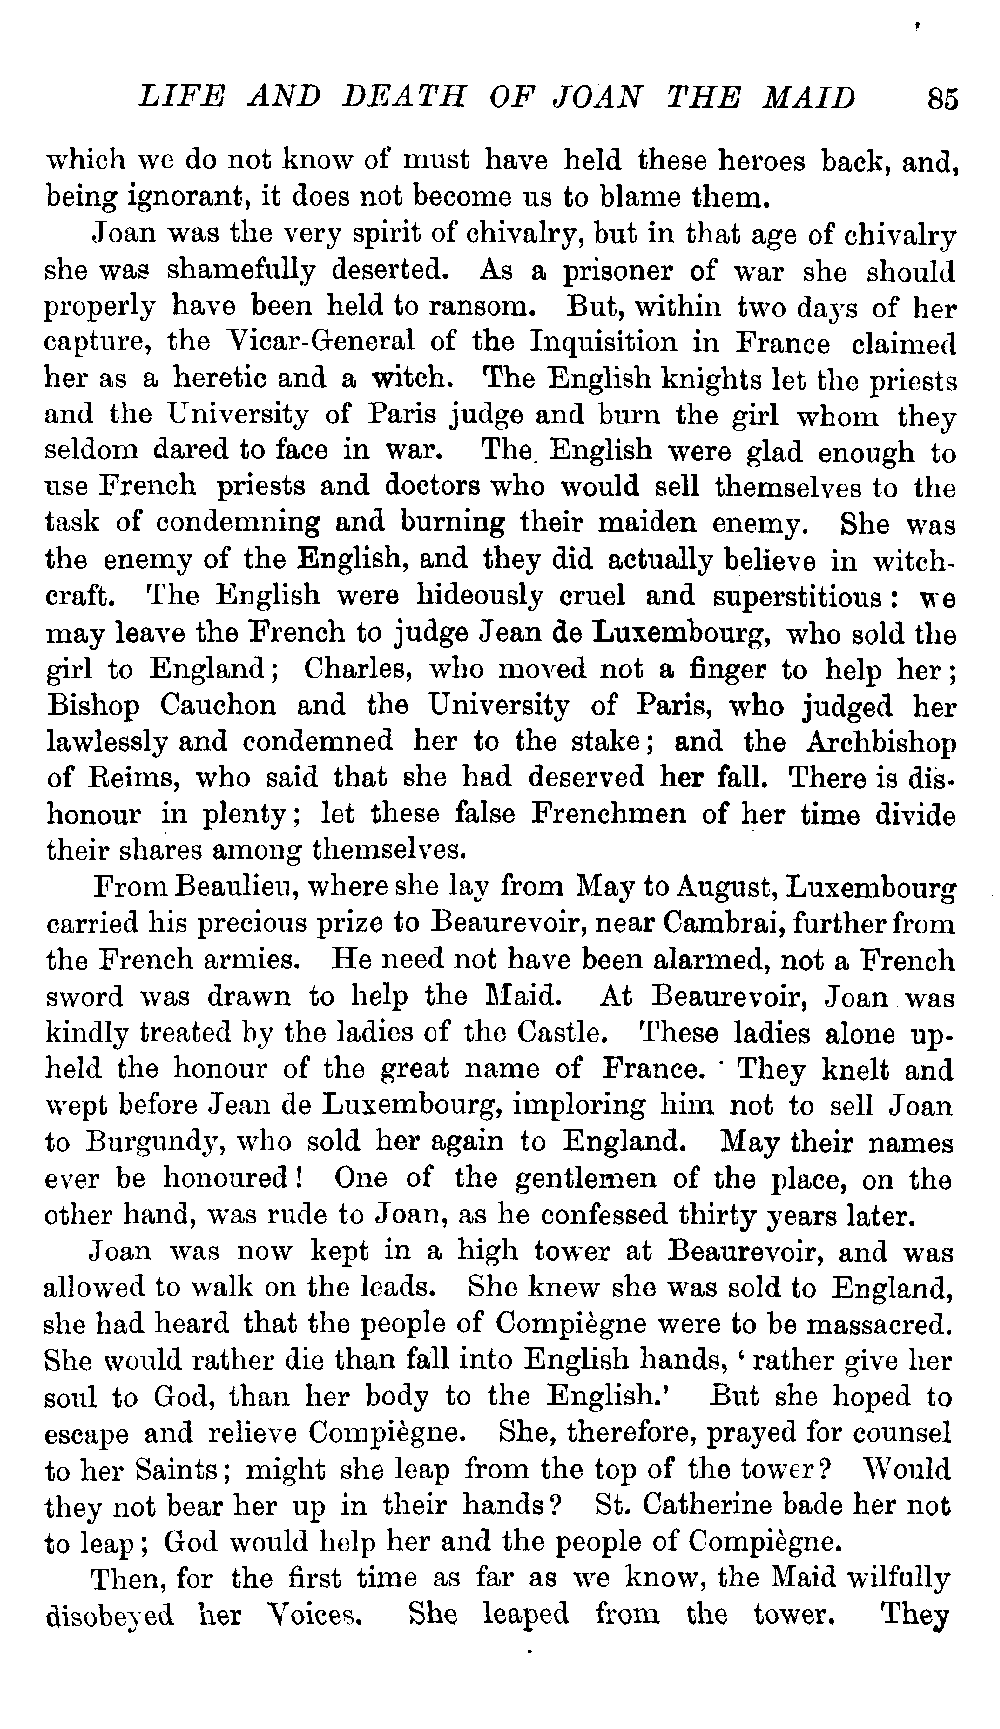 LIFE AND DEATH OF JOAN THE MAID 85
which we do not know of must have held these heroes back, and,
being ignorant, it does not become us to blame them.
Joan was the very spirit of chivalry, but in that age of chivalry
she was shamefully deserted. As a prisoner of war she should
properly have been held to ransom. But, within two days of her
capture, the Vicar-General of the Inquisition in France claimed
her as a heretic and a witch. The English knights let the priests
and the University of Paris judge and burn the girl whom they
seldom dared to face in war. The English were glad enough to
use French priests and doctors who would sell themselves to the
task of condemning and burning their maiden enemy. She was
the enemy of the English, and they did actually believe in witch-
craft. The English were hideously cruel and superstitious: we
may leave the French to judge Jean de Luxembourg, who sold the
girl to England; Charles, who moved not a finger to help her;
Bishop Cauchon and the University of Paris, who judged her
lawlessly and condemned her to the stake; and the Archbishop
of Reims, who said that she had deserved her fall. There is dis-
honour in plenty; let these false Frenchmen of her time divide
their shares among themselves.
From Beaulieu, where she lay from May to August, Luxembourg
carried his precious prize to Beaurevoir, near Cambrai, further from
the French armies. He need not have been alarmed, not a French
sword was drawn to help the Maid. At Beaurevoir, Joan was
kindly treated by the ladies of the Castle. These ladies alone up-
held the honour of the great name of France. They knelt and
wept before Jean de Luxembourg, imploring him not to sell Joan
to Burgundy, who sold her again to England. May their names
ever be honoured! One of the gentlemen of the place, on the
other hand, was rude to Joan, as he confessed thirty years later.
Joan was now kept in a high tower at Beaurevoir, and was
allowed to walk on the leads. She knew she was sold to England,
she had heard that the people of Compiègne were to be massacred.
She would rather die than fall into English hands, ‘rather give her
soul to God, than her body to the English.’ But she hoped to
escape and relieve Compiègne. She, therefore, prayed for counsel
to her Saints; might she leap from the top of the tower? Would
they not bear her up in their hands? St. Catherine bade her not
to leap; God would help her and the people of Compiègne.
Then, for the first time as far as we know, the Maid wilfully
disobeyed her Voices. She leaped from the tower. They